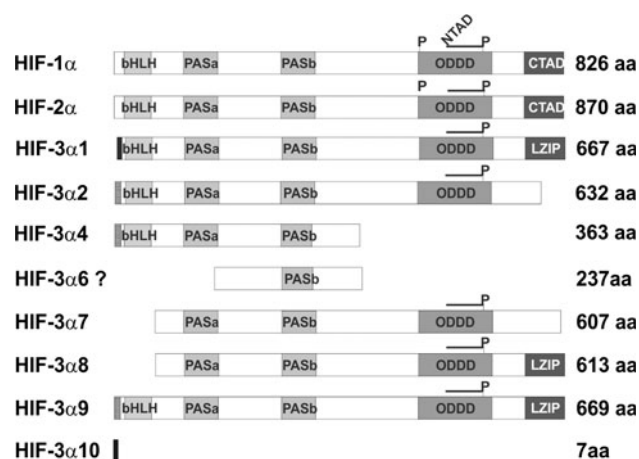 NTAD
P P
HIF-1α bHLH PASa PASb ODDD CTAD 826 aa
P P
HIF-2α bHLH PASa PASb ODDD CTAD 870 aa
P
HIF-3α1 bHLH PASa PASb ODDD LZIP 667 aa
P
HIF-3α2 bHLH PASa PASb ODDD 632 aa
HIF-3α4 bHLH PASa PASb 363 aa
HIF-3α6 ? PASb 237aa
P
HIF-3α7 PASa PASb ODDD 607 aa
P
HIF-3α8 PASa PASb ODDD LZIP 613 aa
P
HIF-3α9 bHLH PASa PASb ODDD LZIP 669 aa
HIF-3α10 7aa